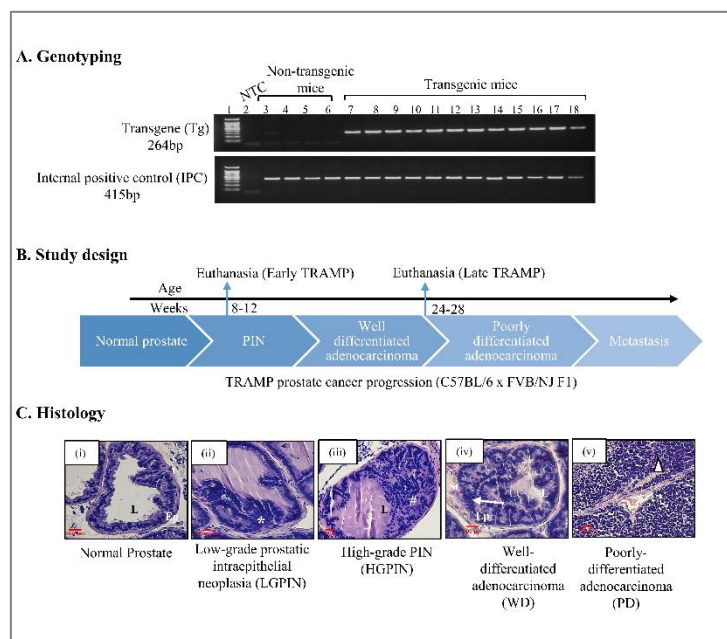 A. Genotyping
Non-transgenic
mice
Transgenic mice
NTC
1 2 3 4 5 6 7 8 9 10 11 12 13 14 15 16 17 18
Transgene (Tg)
264bp
Internal positive control (IPC)
415bp
B. Study design
Euthanasia (Early TRAMP)
Euthanasia (Late TRAMP)
Age
Weeks
8-12
24-28
Normal prostate
PIN
Well
differentiated
adenocarcinoma
Poorly
differentiated
adenocarcinoma
Metastasis
TRAMP prostate cancer progression (C57BL/6 x FVB/NJ F1)
C. Histology
(i)
(ii)
(iii)
(iv)
(v)
L
*
L
#
Normal Prostate
Low-grade prostatic
intraepithelial
neoplasia (LGPIN)
High-grade PIN
(HGPIN)
Well-
differentiated
adenocarcinoma
(WD)
Poorly-
differentiated
adenocarcinoma
(PD)